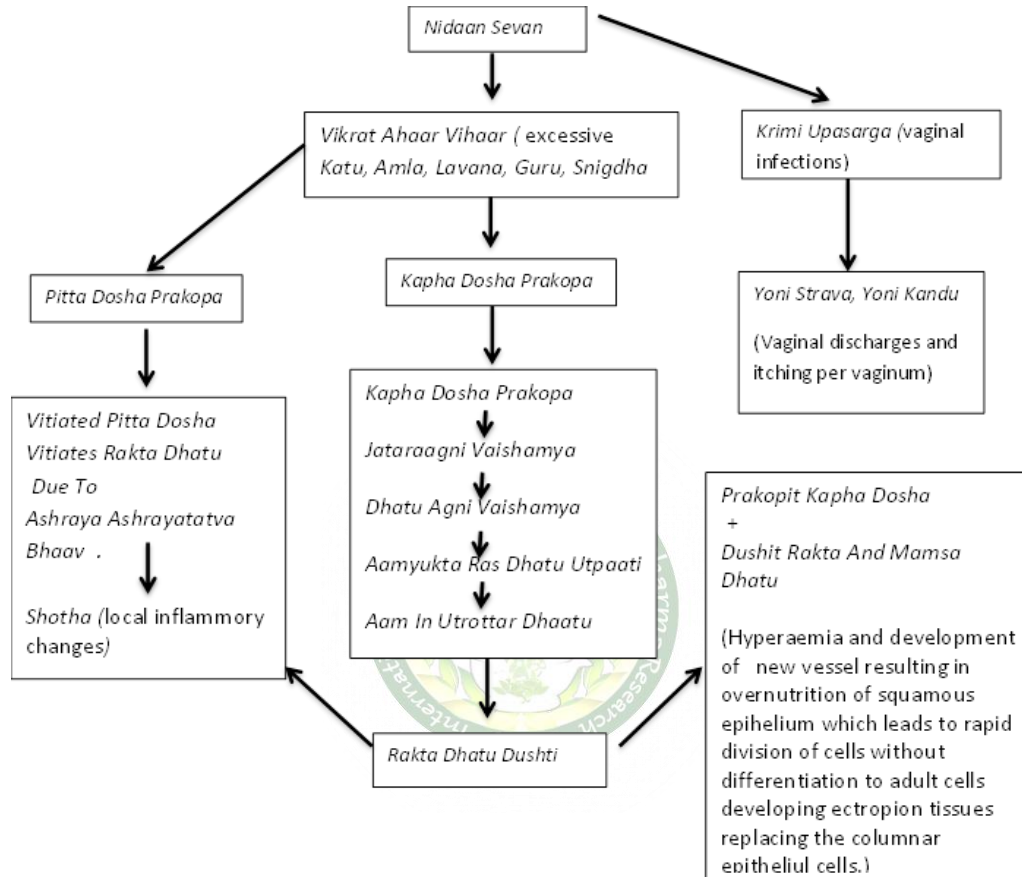 Nidaan Sevan
Vikrat Ahaar Vihaar ( excessive
Katu, Amla, Lavana, Guru, Snigdha
Krimi Upasarga (vaginal
infections)
Pitta Dosha Prakopa
Kapha Dosha Prakopa
Yoni Strava, Yoni Kandu
(Vaginal discharges and
itching per vaginum)
Vitiated Pitta Dosha
Vitiates Rakta Dhatu
Due To
Ashraya Ashrayatatva
Bhaav .
Shotha (local inflammory
changes)
Kapha Dosha Prakopa
Jataraagni Vaishamya
Dhatu Agni Vaishamya
Aamyukta Ras Dhatu Utpaati
Aam In Utrottar Dhaatu
Rakta Dhatu Dushti
Prakopit Kapha Dosha
+
Dushit Rakta And Mamsa
Dhatu
(Hyperaemia and development
of new vessel resulting in
overnutrition of squamous
epihelium which leads to rapid
division of cells without
differentiation to adult cells
developing ectropion tissues
replacing the columnar
epitheliul cells.)